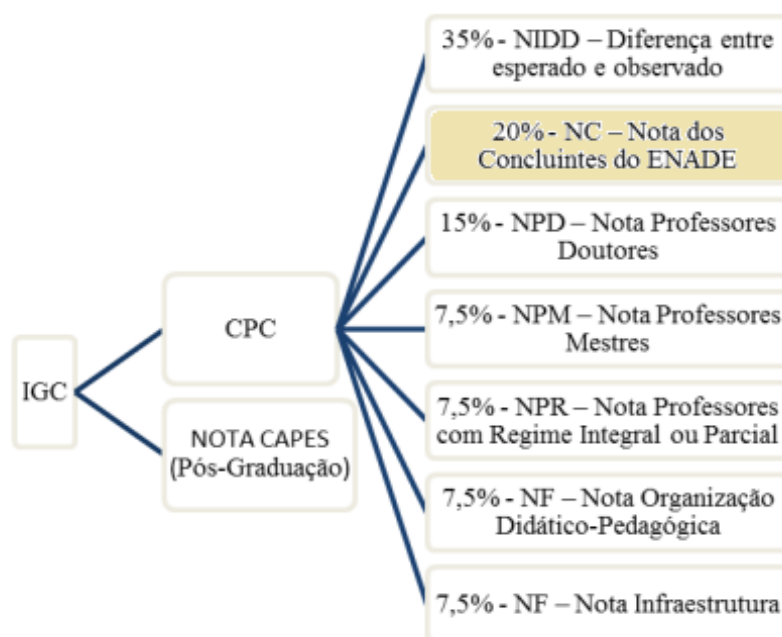 35% - NIDD – Diferença entre
esperado e observado
20%- NC – Nota dos
Concluintes do ENADE
15% - NPD – Nota Professores
Doutores
CPC
7,5% - NPM – Nota Professores
Mestres
IGC
NOTA CAPES
(Pós-Graduação)
7,5% - NPR – Nota Professores
com Regime Integral ou Parcial
7,5% - NF – Nota Organização
Didático-Pedagógica
7,5% - NF – Nota Infraestrutura